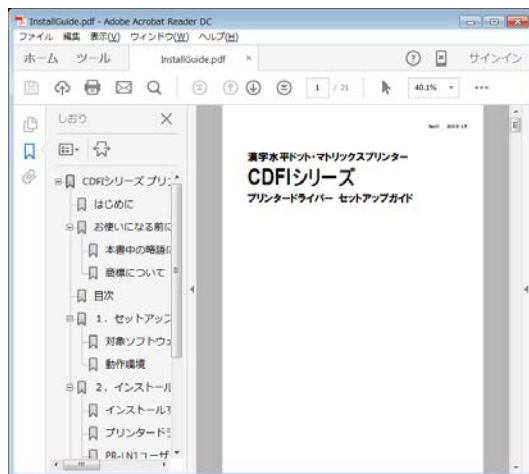 InstallGuide.pdf - Adobe Acrobat Reader DC
ファイル 編集 表示(V) ウィンドウ(W) ヘルプ(H)
ホーム ツール InstallGuide.pdf × サインイン
1 / 21 40.1%
しおり
漢字水平ドット・マトリックスプリンター
CDFIシリーズ
プリンタードライバー セットアップガイド
CDFIシリーズ プリ
はじめに
お使いになる前に
本書中の略語に
商標について
目次
1. セットアップ
対象ソフトウェ
動作環境
2. インストール
インストール
プリンタード
PR-LN1ユーザ